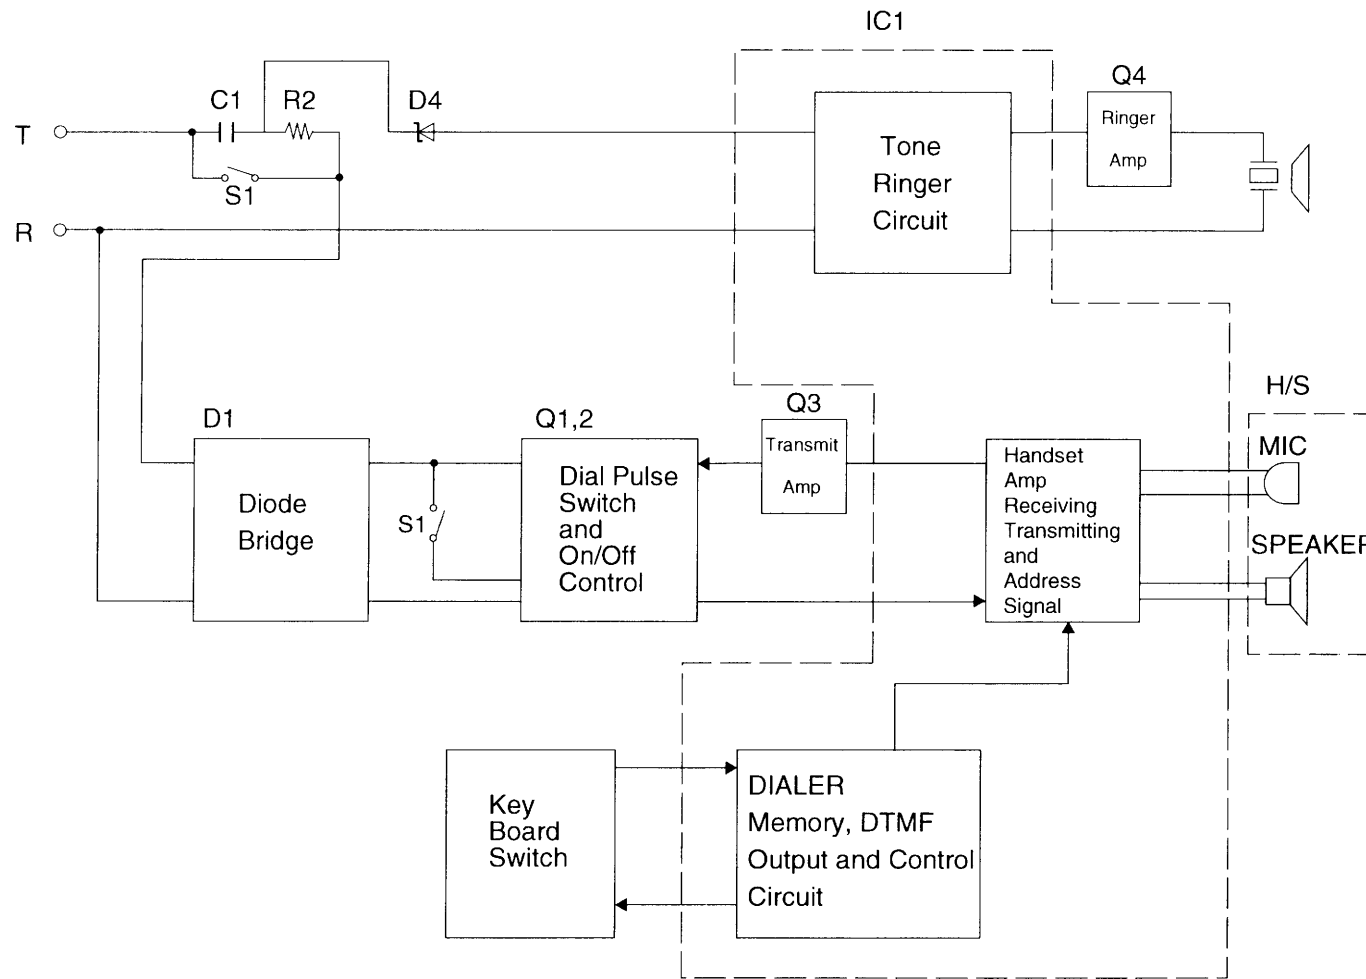 IC1
C1
R2
D4
Q4
T
S1
R
Tone
Ringer
Circuit
Ringer
Amp
H/S
D1
Q1,2
Q3
Diode
Bridge
S1
Dial Pulse
Switch
and
On/Off
Control
Transmit
Amp
Handset
Amp
Receiving
Transmitting
and
Address
Signal
MIC
SPEAKER
Key
Board
Switch
DIALER
Memory, DTMF
Output and Control
Circuit